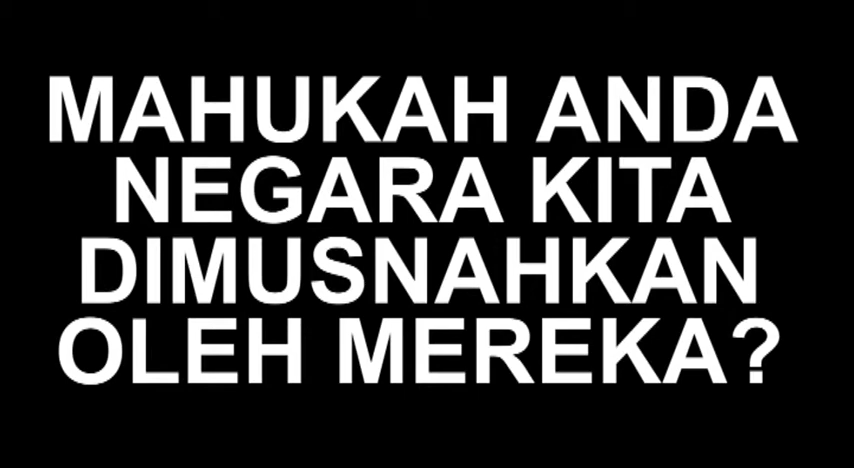 MAHUKAH ANDA
NEGARA KITA
DIMUSNAHKAN
OLEH MEREKA?